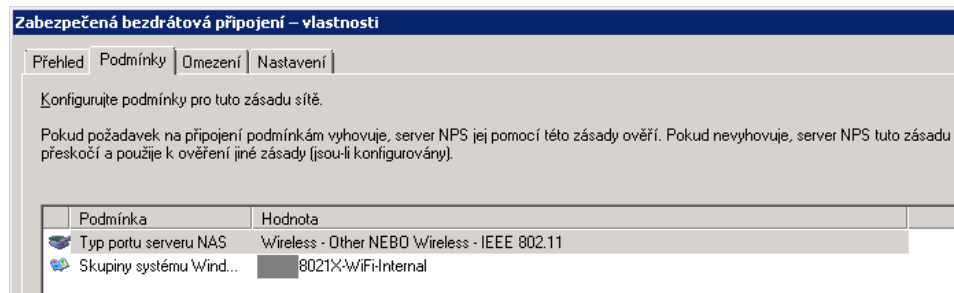 Zabezpečená bezdrátová připojení – vlastnosti
Přehled Podmínky Omezení Nastavení
Konfigurujte podmínky pro tuto zásadu sítě.
Pokud požadavek na připojení podmínkám vyhovuje, server NPS jej pomocí této zásady ověří. Pokud nevyhovuje, server NPS tuto zásadu
přeskočí a použije k ověření jiné zásady (jsou-li konfigurovány).
Podmínka Hodnota
Typ portu serveru NAS Wireless - Other NEBO Wireless - IEEE 802.11
Skupiny systému Wind... 8021X-WiFi-Internal